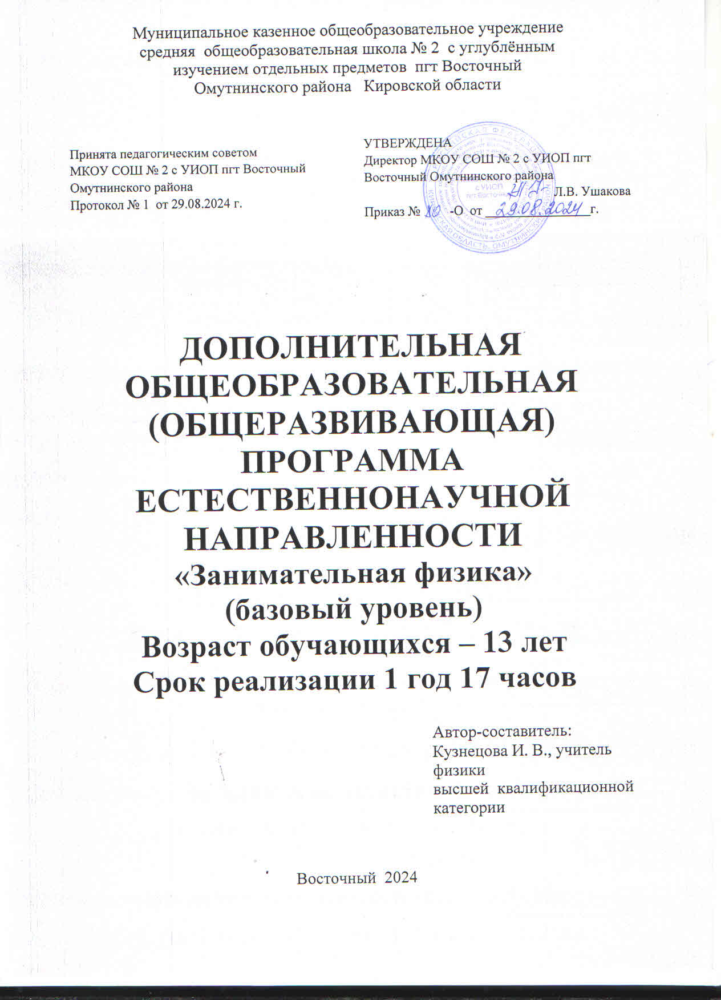 Муниципальное казенное общеобразовательное учреждение
средняя общеобразовательная школа № 2 с углублённым
изучением отдельных предметов пгт Восточный
Омутнинского района Кировской области
Принята педагогическим советом
МКОУ СОШ № 2 с УИОП пгт Восточный
Омутнинского района
Протокол № 1 от 29.08.2024 г.
УТВЕРЖДЕНА
Директор МКОУ СОШ № 2 с УИОП пгт
Восточный Омутнинского района
Л.В. Ушакова
Приказ № -О от 29.08.2024 г.
ДОПОЛНИТЕЛЬНАЯ
ОБЩЕОБРАЗОВАТЕЛЬНАЯ
(ОБЩЕРАЗВИВАЮЩАЯ)
ПРОГРАММА
ЕСТЕСТВЕННОНАУЧНОЙ
НАПРАВЛЕННОСТИ
«Занимательная физика»
(базовый уровень)
Возраст обучающихся – 13 лет
Срок реализации 1 год 17 часов
Автор-составитель:
Кузнецова И. В., учитель
физики
высшей квалификационной
категории
Восточный 2024